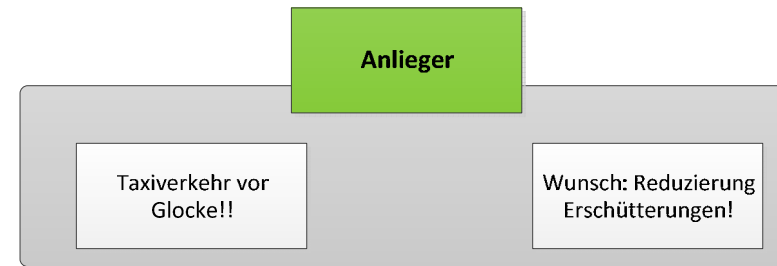 Anlieger
Taxiverkehr vor
Glocke!!
Wunsch: Reduzierung
Erschütterungen!